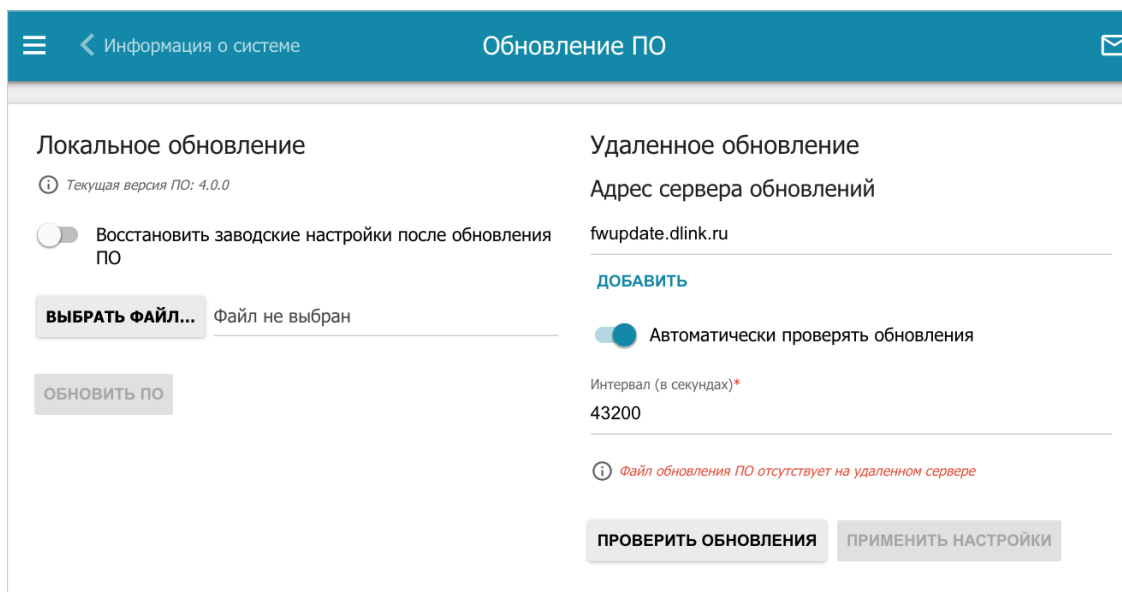 Информация о системе
Обновление ПО
Локальное обновление
Текущая версия ПО: 4.0.0
Восстановить заводские настройки после обновления
ПО
ВЫБРАТЬ ФАЙЛ... Файл не выбран
ОБНОВИТЬ ПО
Удаленное обновление
Адрес сервера обновлений
fwupdate.dlink.ru
ДОБАВИТЬ
Автоматически проверять обновления
Интервал (в секундах)*
43200
Файл обновления ПО отсутствует на удаленном сервере
ПРОВЕРИТЬ ОБНОВЛЕНИЯ ПРИМЕНИТЬ НАСТРОЙКИ